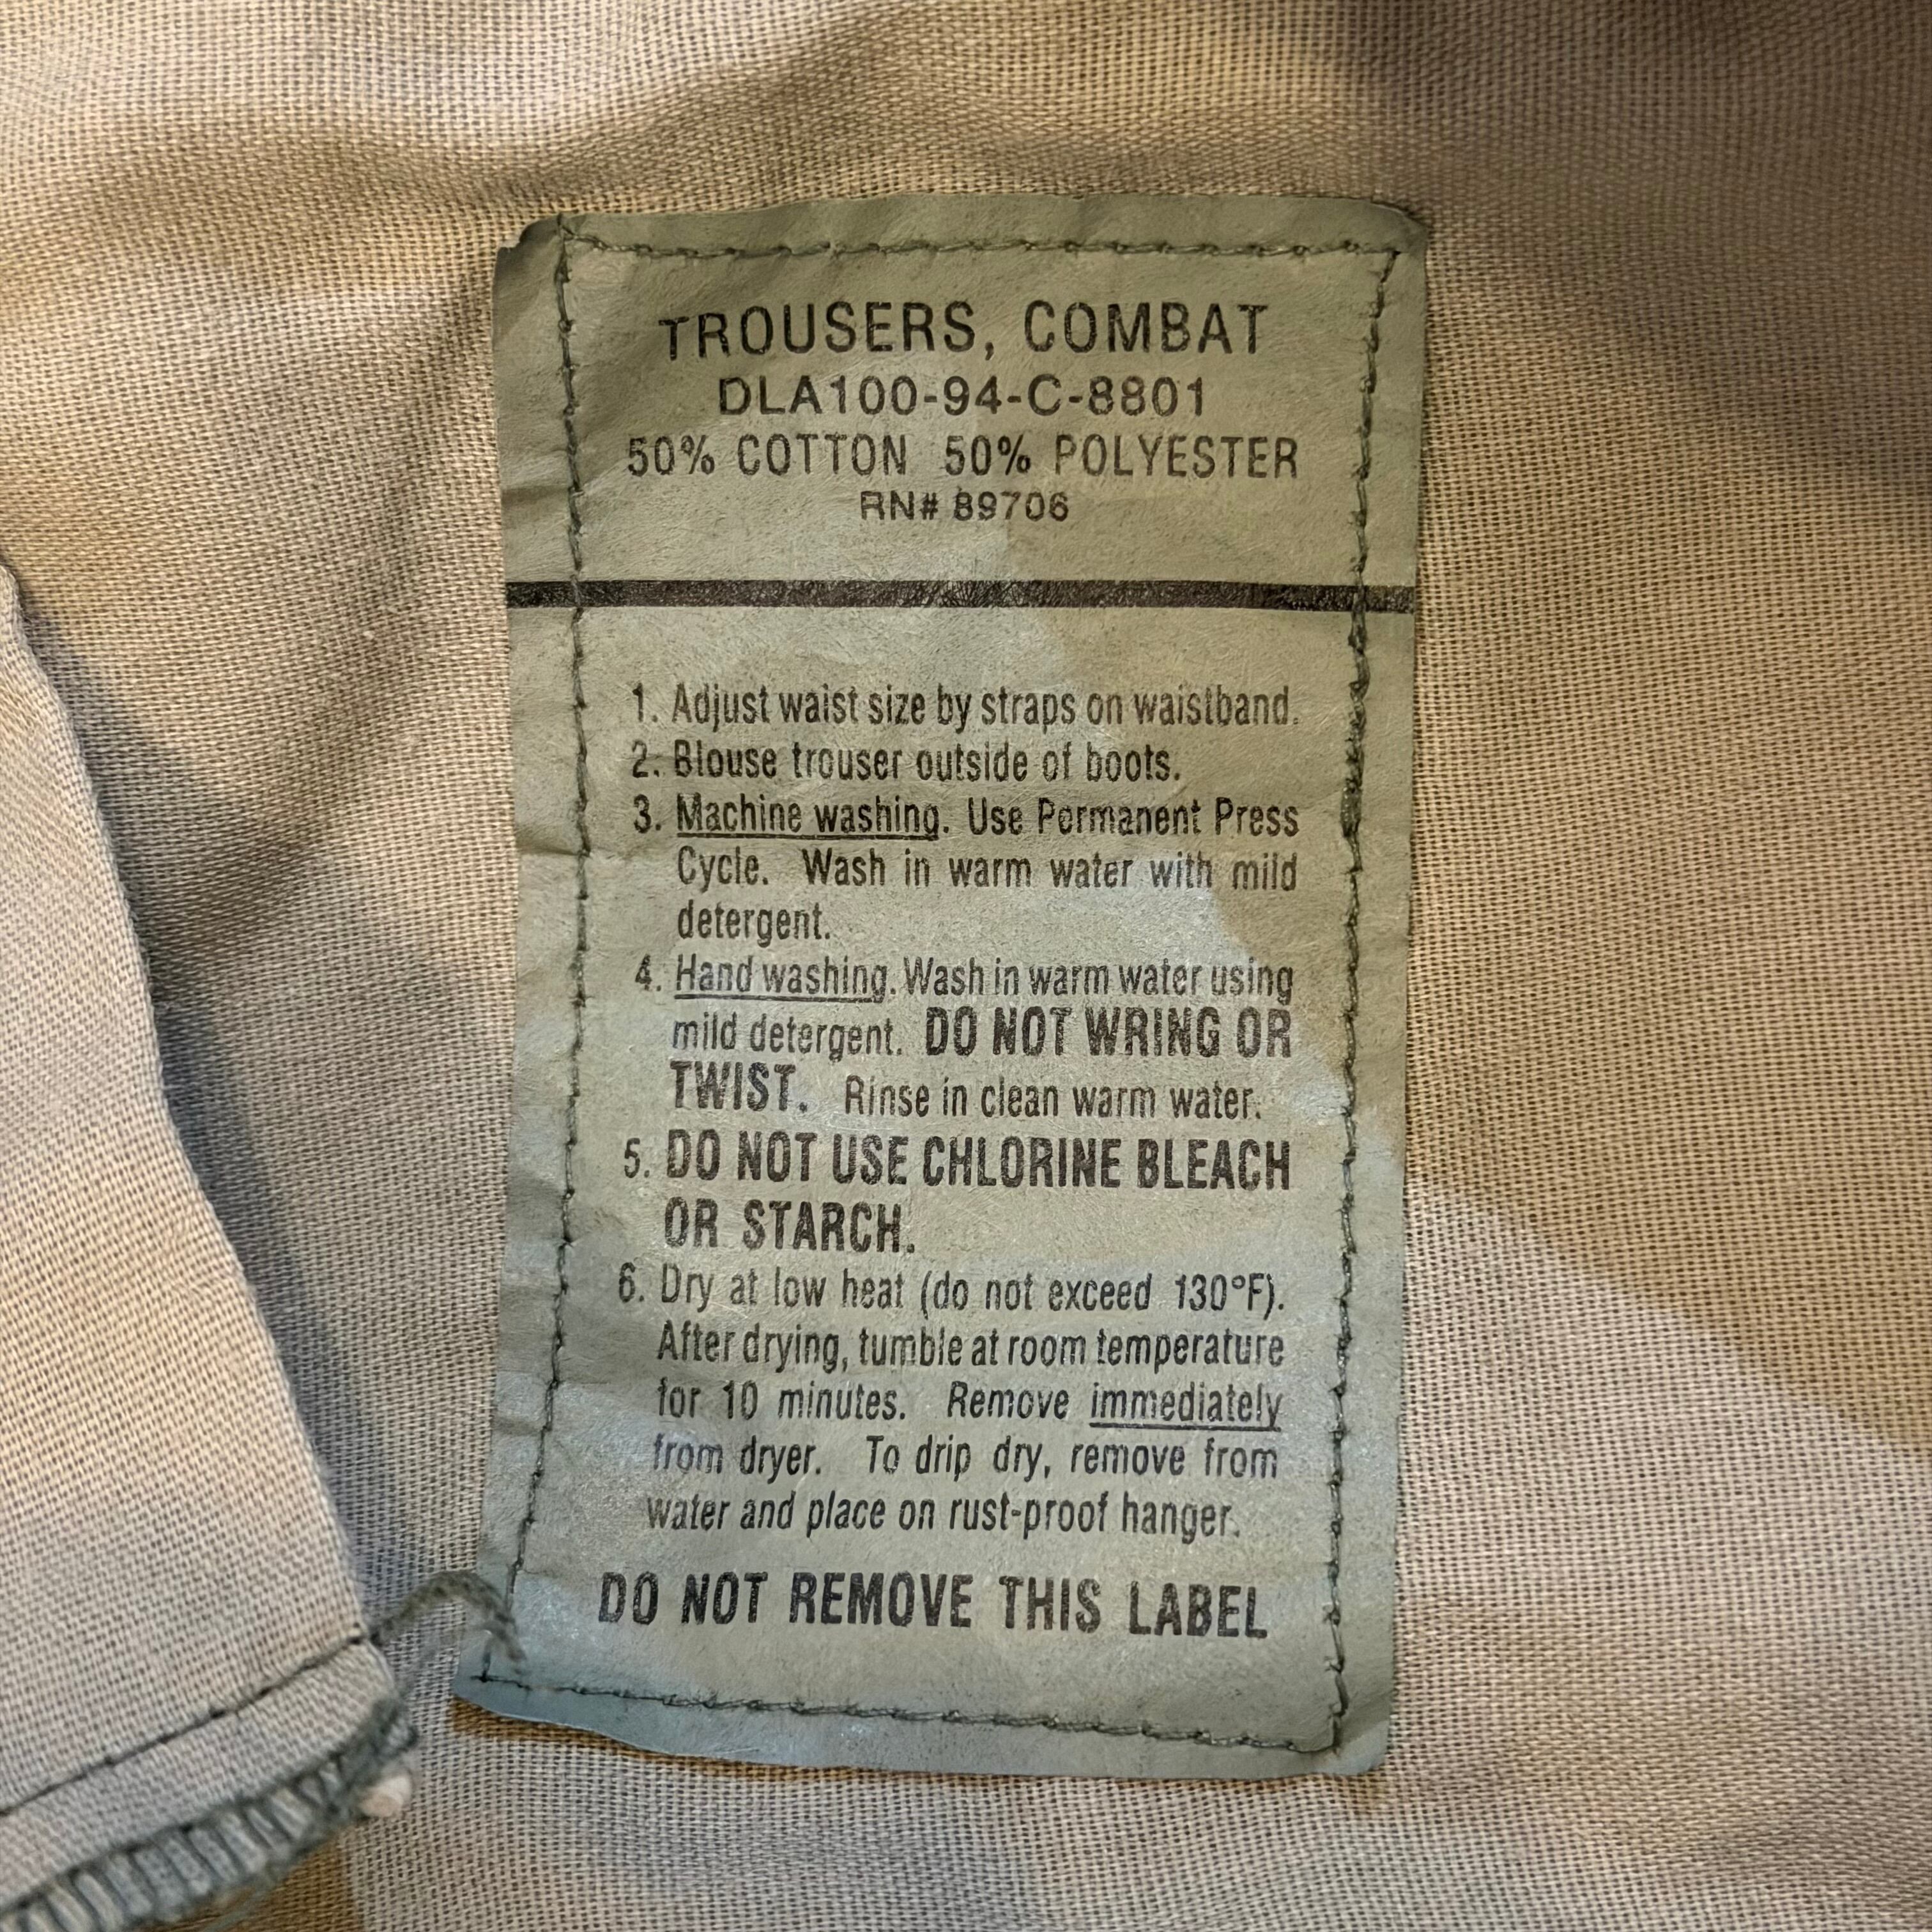 TROUSERS, COMBAT
DLA100-94-C-8801
50% COTTON 50% POLYESTER
RN# 89706
1. Adjust waist size by straps on waistband.
2. Blouse trouser outside of boots.
3. Machine washing. Use Permanent Press
Cycle. Wash in warm water with mild
detergent.
4. Hand washing. Wash in warm water using
mild detergent. DO NOT WRING OR
TWIST. Rinse in clean warm water.
5. DO NOT USE CHLORINE BLEACH
OR STARCH.
6. Dry at low heat (do not exceed 130°F).
After drying, tumble at room temperature
for 10 minutes. Remove immediately
from dryer. To drip dry, remove from
water and place on rust-proof hanger.
DO NOT REMOVE THIS LABEL